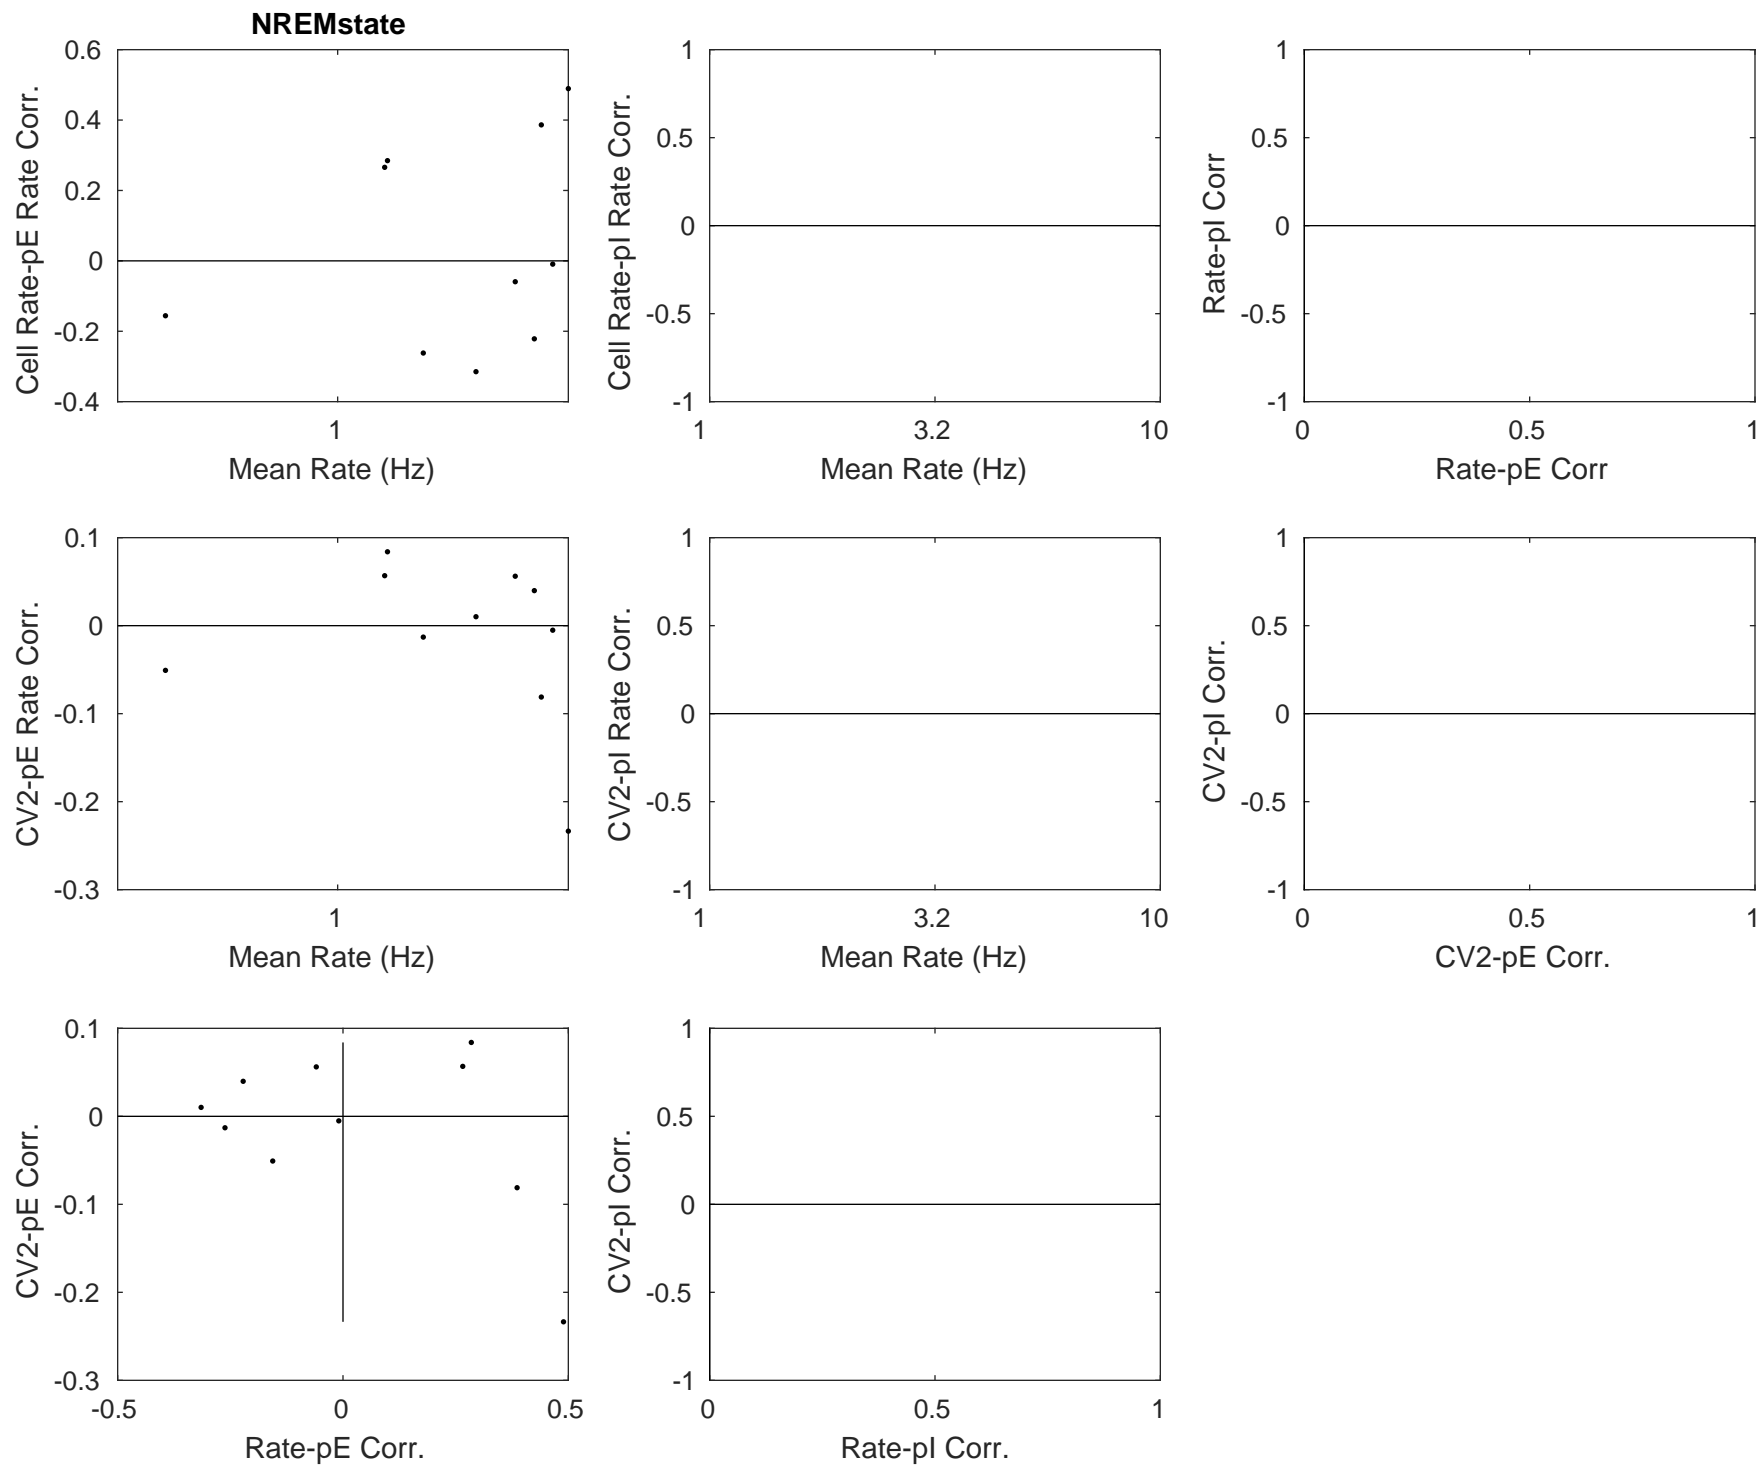 NREMstate
0.6
0.4
0.2
0
-0.2
-0.4
Cell Rate-pE Rate Corr.
1
Mean Rate (Hz)
1
0.5
0
-0.5
-1
Cell Rate-pI Rate Corr.
1 3.2 10
Mean Rate (Hz)
1
0.5
0
-0.5
-1
Rate-pI Corr
0 0.5 1
Rate-pE Corr
0.1
0
-0.1
-0.2
-0.3
CV2-pE Rate Corr.
1
Mean Rate (Hz)
1
0.5
0
-0.5
-1
CV2-pI Rate Corr.
1 3.2 10
Mean Rate (Hz)
1
0.5
0
-0.5
-1
CV2-pI Corr.
0 0.5 1
CV2-pE Corr.
0.1
0
-0.1
-0.2
-0.3
CV2-pE Corr.
-0.5 0 0.5
Rate-pE Corr.
1
0.5
0
-0.5
-1
CV2-pI Corr.
0 0.5 1
Rate-pI Corr.